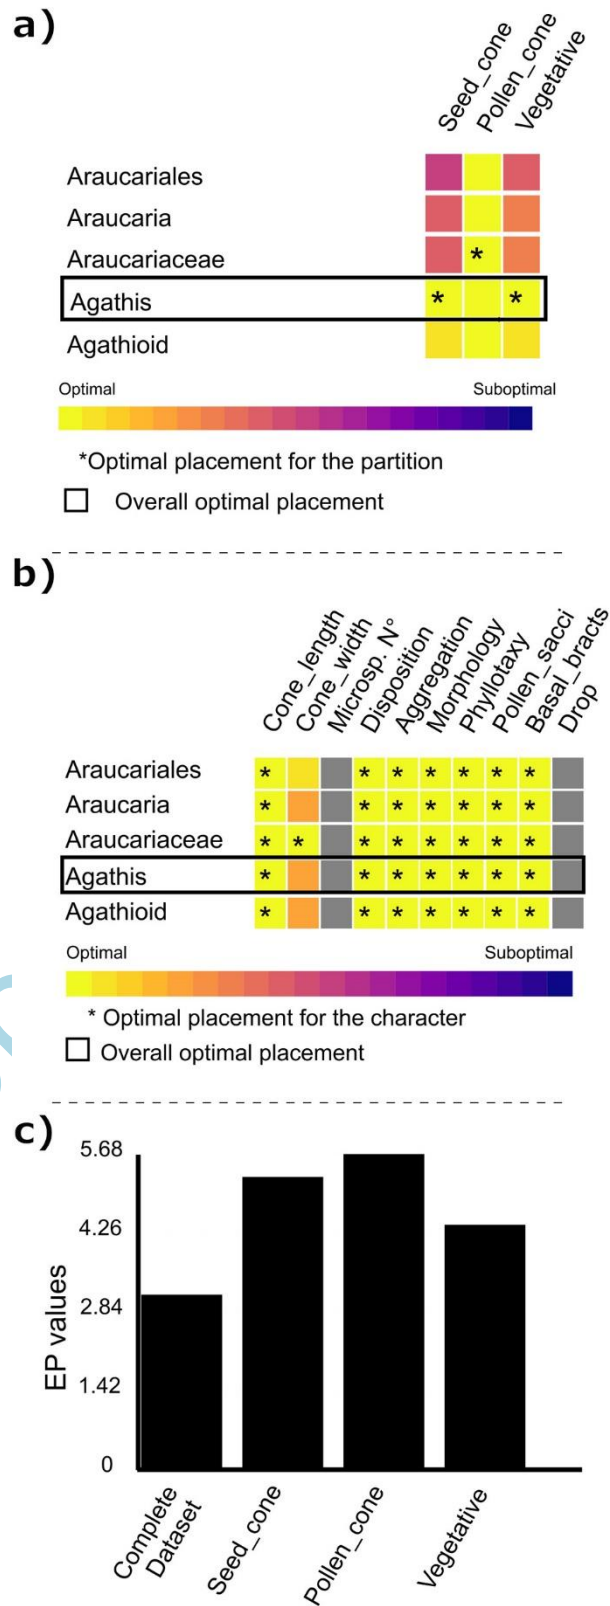 a)
Seed_cone
Pollen_cone
Vegetative
Araucariales
Araucaria
Araucariaceae
*
Agathis
* *
Agathioid
Optimal Suboptimal
*Optimal placement for the partition
Overall optimal placement
b)
Cone_length
Cone_width
Microsp. N°
Disposition
Aggregation
Morphology
Phyllotaxy
Pollen_sacci
Basal_bracts
Drop
Araucariales * * * * * * *
Araucaria * * * * * * *
Araucariaceae * * * * * * * *
Agathis * * * * * * *
Agathioid * * * * * * *
Optimal Suboptimal
* Optimal placement for the character
Overall optimal placement
c)
EP values
5.68
4.26
2.84
1.42
0
Complete
Dataset
Seed_cone
Pollen_cone
Vegetative